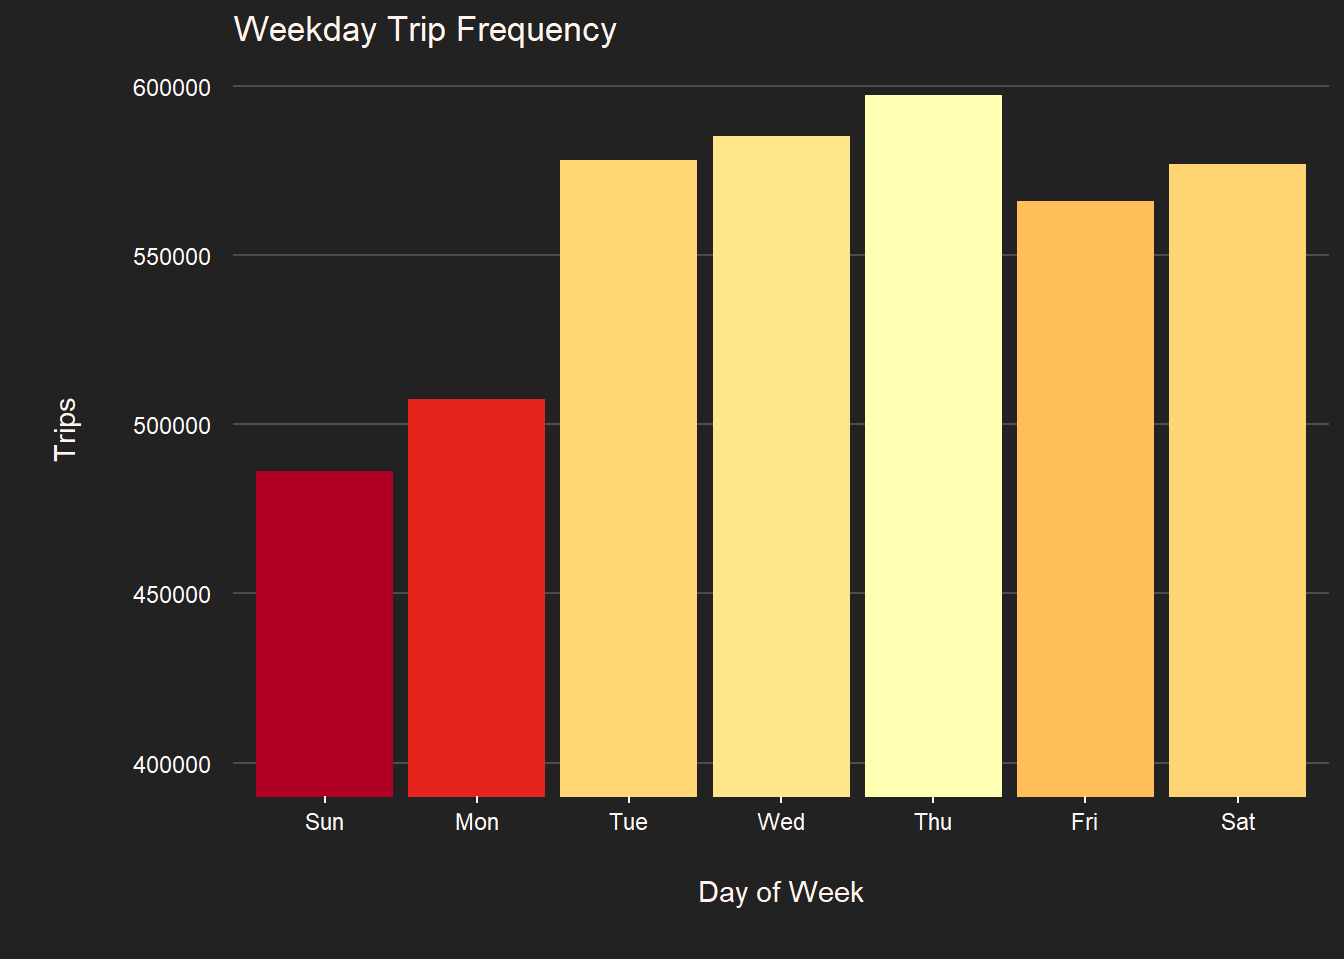 Weekday Trip Frequency
600000
550000
500000
450000
400000
Trips
Sun Mon Tue Wed Thu Fri Sat
Day of Week